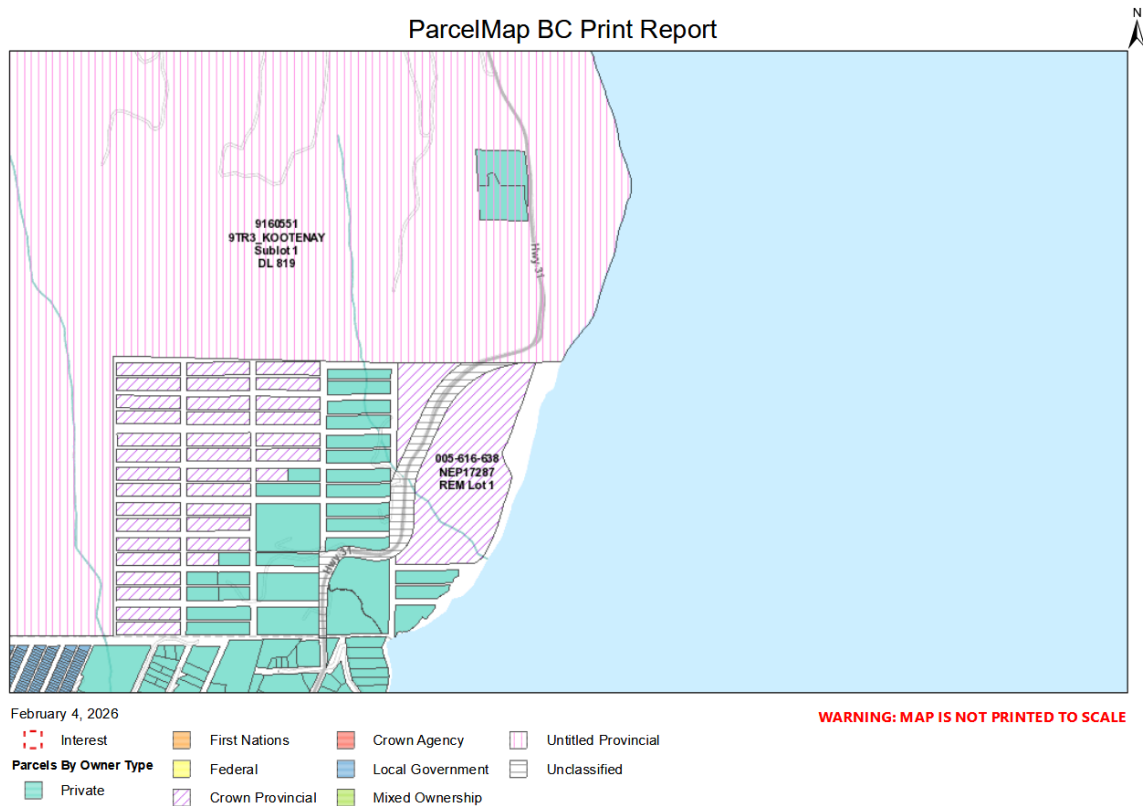 ParcelMap BC Print Report
N
9160551
9TR3_KOOTENAY
Sublot 1
DL 819
Hwy 31
005-616-638
NEP17287
REM Lot 1
Hwy 31
February 4, 2026
WARNING: MAP IS NOT PRINTED TO SCALE
Interest
First Nations
Crown Agency
Untitled Provincial
Parcels By Owner Type
Federal
Local Government
Unclassified
Private
Crown Provincial
Mixed Ownership